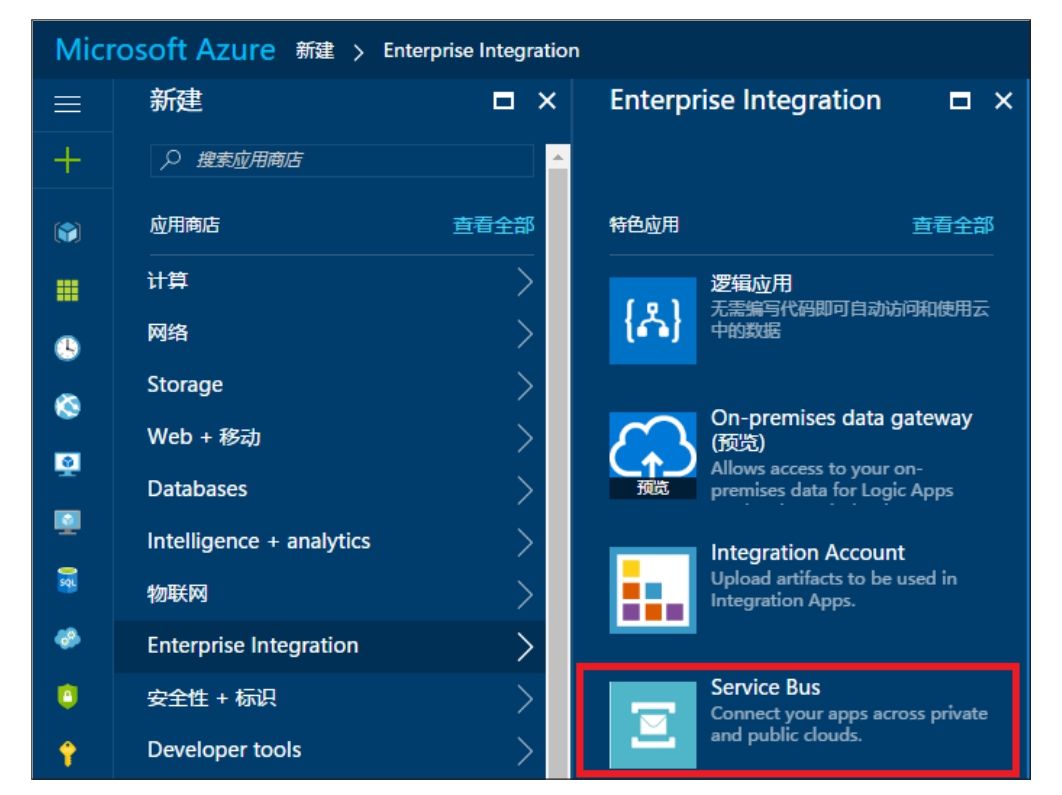 Microsoft Azure 新建 > Enterprise Integration
新建
搜索应用商店
应用商店 查看全部
计算
网络
Storage
Web + 移动
Databases
Intelligence + analytics
物联网
Enterprise Integration
安全性 + 标识
Developer tools
Enterprise Integration
特色应用 查看全部
逻辑应用
无需编写代码即可自动访问和使用云
中的数据
预览
On-premises data gateway
(预览)
Allows access to your on-
premises data for Logic Apps
Integration Account
Upload artifacts to be used in
Integration Apps.
Service Bus
Connect your apps across private
and public clouds.
SQL